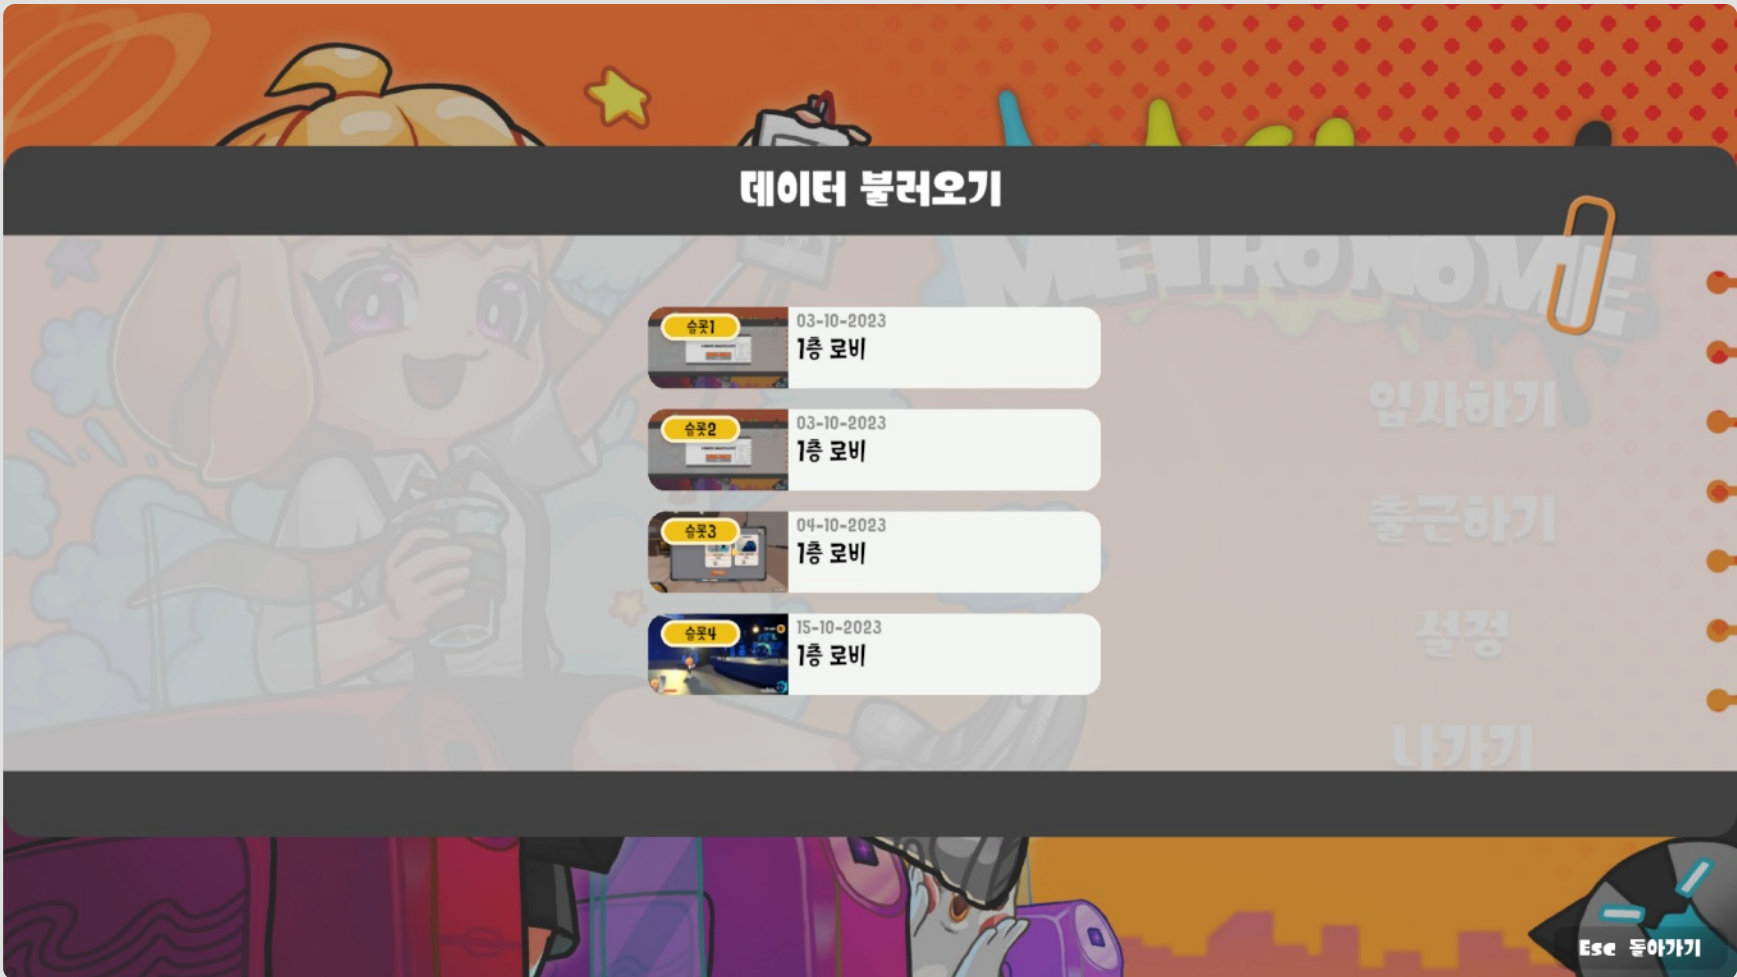 데이터 불러오기
METRONOME
슬롯1
03-10-2023
1층 로비
슬롯2
03-10-2023
1층 로비
슬롯3
04-10-2023
1층 로비
슬롯4
15-10-2023
1층 로비
입사하기
출근하기
설정
나가기
Esc 돌아가기